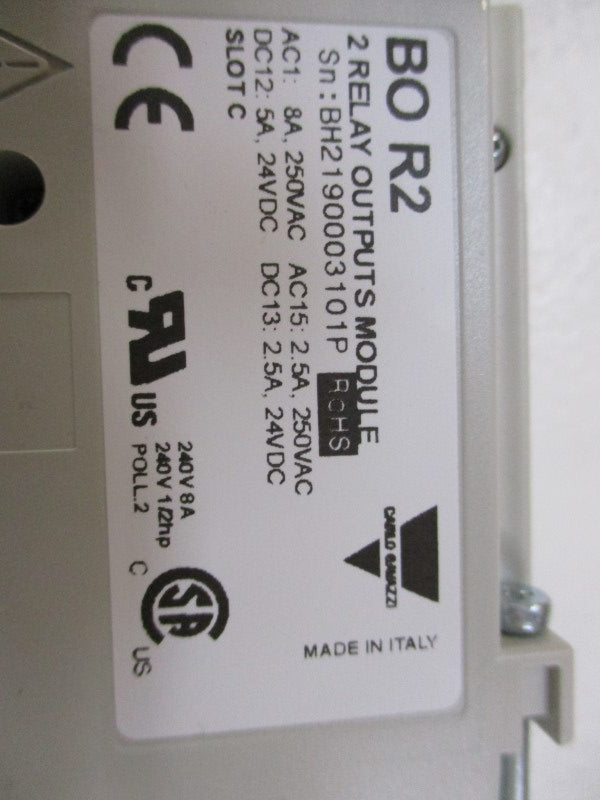 BO R2
2 RELAY OUTPUTS MODULE
Sn: BH2190003101P RoHS
AC1: 8A, 250VAC AC15: 2.5A, 250VAC
DC12: 5A, 24VDC DC13: 2.5A, 24VDC
SLOT C
CARLO GAVAZZI
MADE IN ITALY
CE
C RU US
240V 8A
240V 1/2hp
POLL.2
C SA US